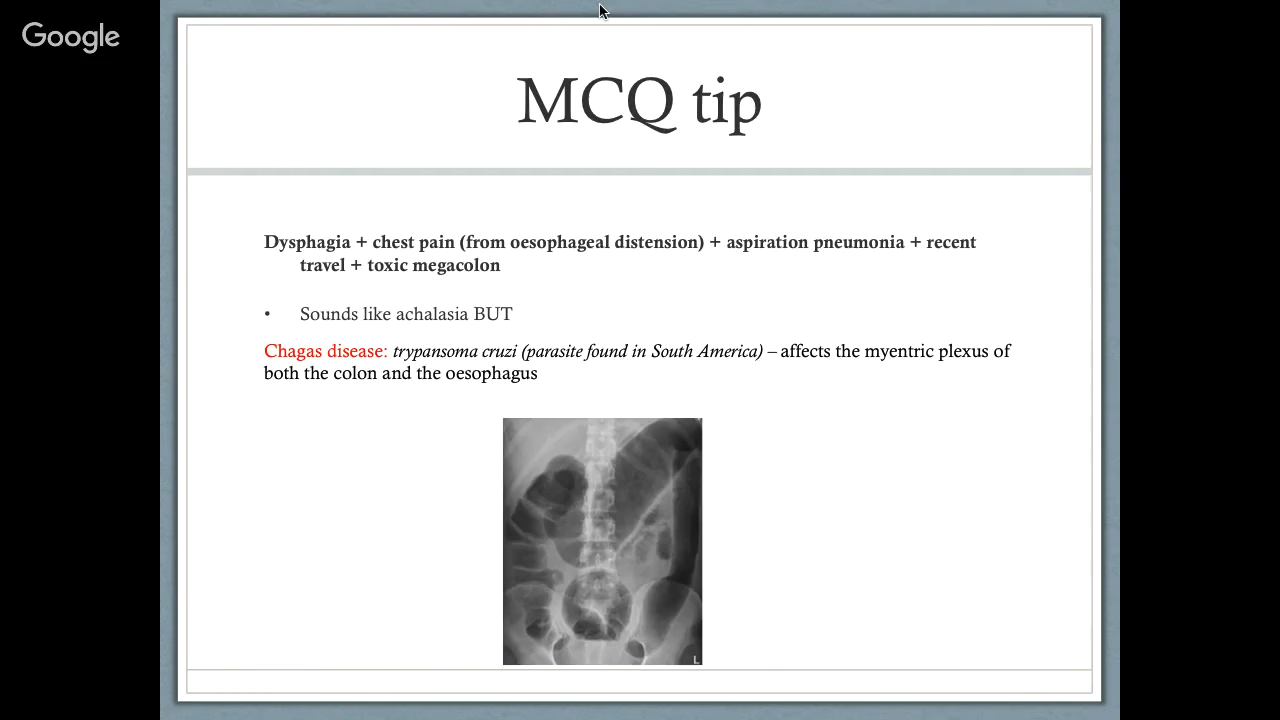 Google
MCQ tip
Dysphagia + chest pain (from oesophageal distension) + aspiration pneumonia + recent
travel + toxic megacolon
• Sounds like achalasia BUT
Chagas disease: trypansoma cruzi (parasite found in South America) – affects the myentric plexus of
both the colon and the oesophagus
L